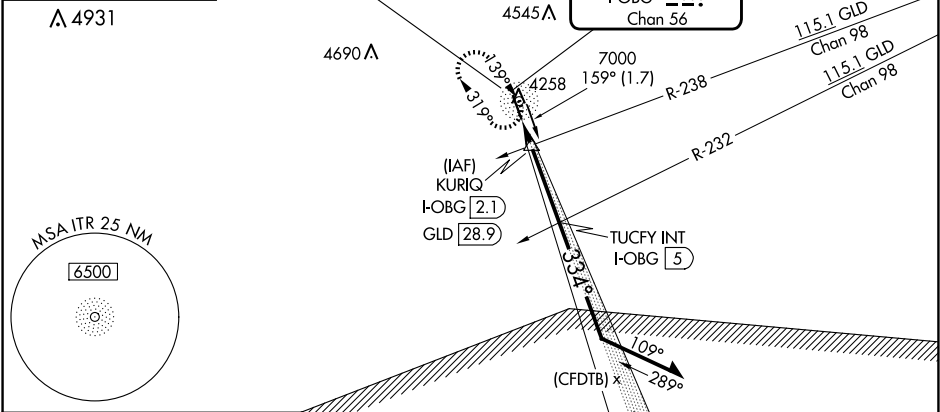 4931
4545
Chan 56
4690
115.1 GLD
Chan 98
115.1 GLD
Chan 98
7000
159° (1.7)
139°
4258
319°
R-238
R-232
(IAF)
KURIQ
I-OBG 2.1
GLD 28.9
TUCFY INT
I-OBG 5
MSA ITR 25 NM
6500
334°
109°
289°
(CFDTB) x